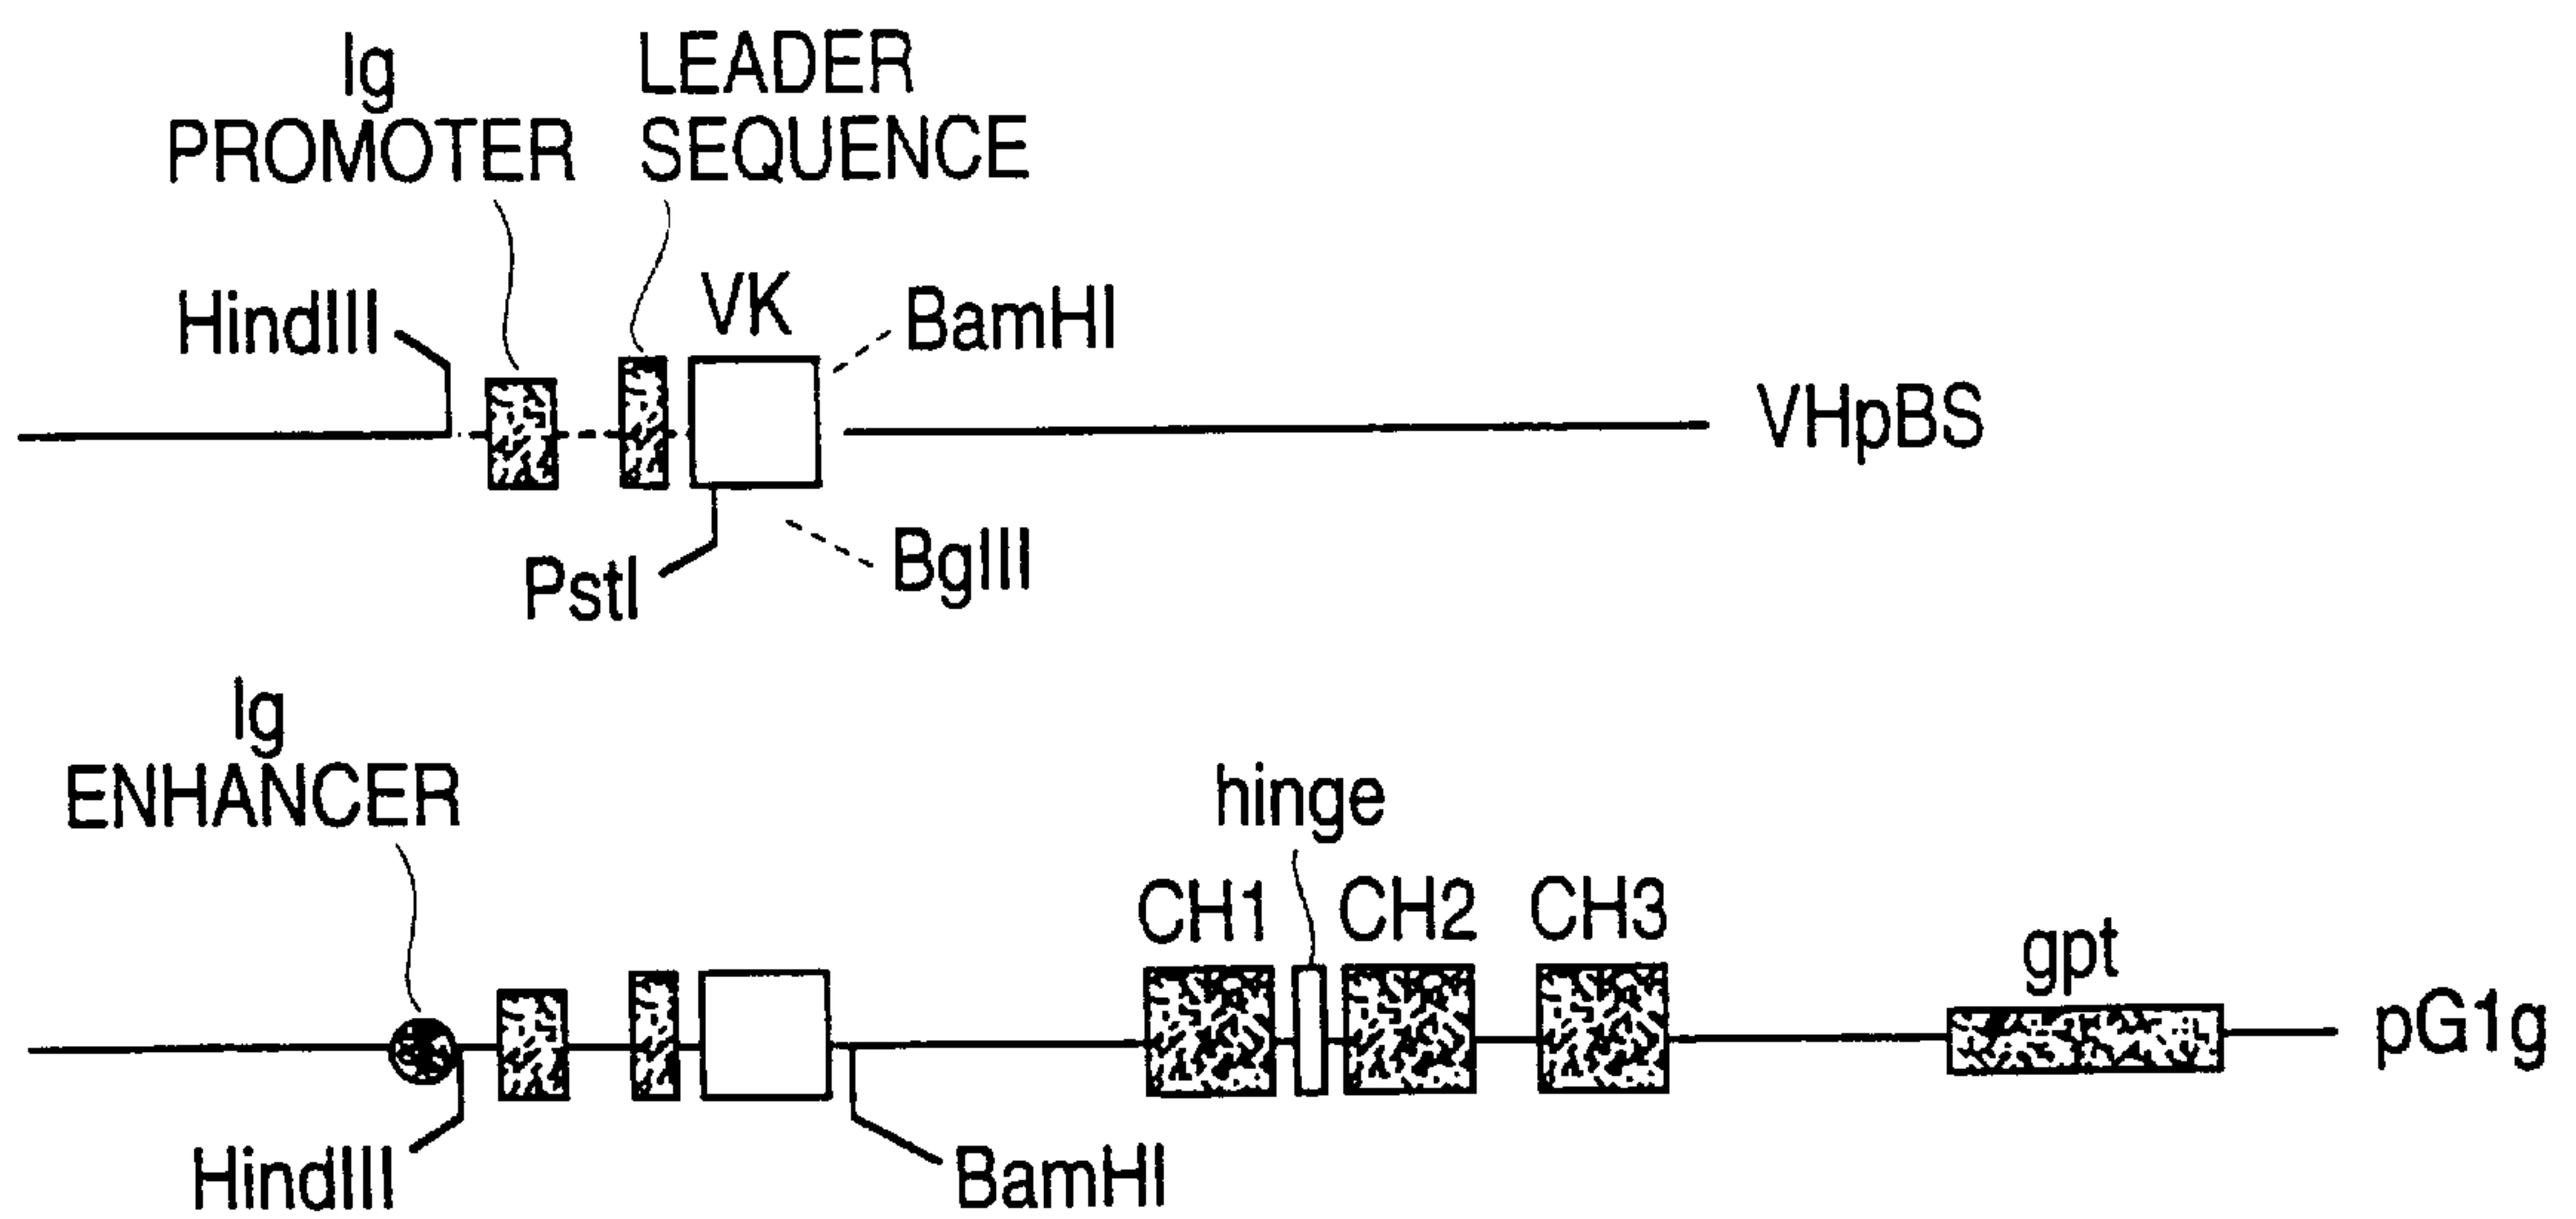 Ig
PROMOTER
LEADER
SEQUENCE
HindIII
VK
BamHI
VHpBS
PstI
BglII
Ig
ENHANCER
hinge
CH1
CH2
CH3
gpt
pG1g
HindIII
BamHI